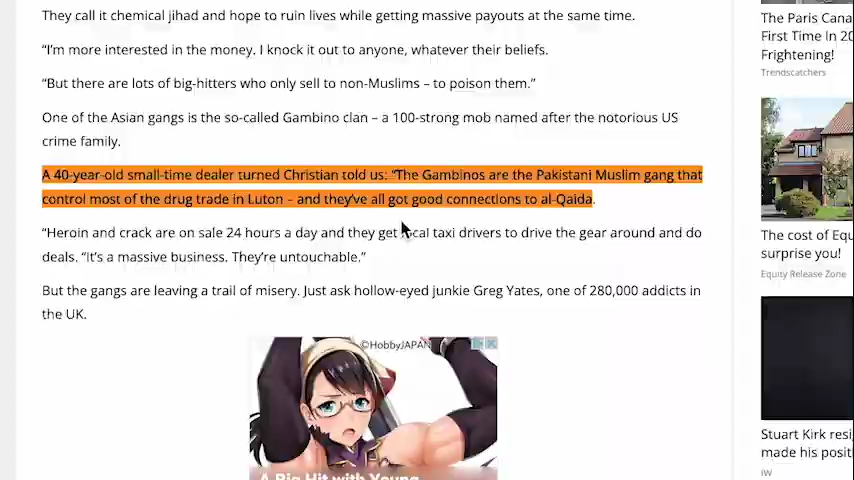 They call it chemical jihad and hope to ruin lives while getting massive payouts at the same time.
“I’m more interested in the money. I knock it out to anyone, whatever their beliefs.
“But there are lots of big-hitters who only sell to non-Muslims – to poison them.”
One of the Asian gangs is the so-called Gambino clan – a 100-strong mob named after the notorious US
crime family.
A 40-year-old small-time dealer turned Christian told us: “The Gambinos are the Pakistani Muslim gang that
control most of the drug trade in Luton – and they’ve all got good connections to al-Qaida.
“Heroin and crack are on sale 24 hours a day and they get cal taxi drivers to drive the gear around and do
deals. “It’s a massive business. They’re untouchable.”
But the gangs are leaving a trail of misery. Just ask hollow-eyed junkie Greg Yates, one of 280,000 addicts in
the UK.
©HobbyJAPAN
A Big Hit with Young
The Paris Cana
First Time In 20
Frightening!
Trendscatchers
The cost of Equ
surprise you!
Equity Release Zone
Stuart Kirk resi
made his posit
IW